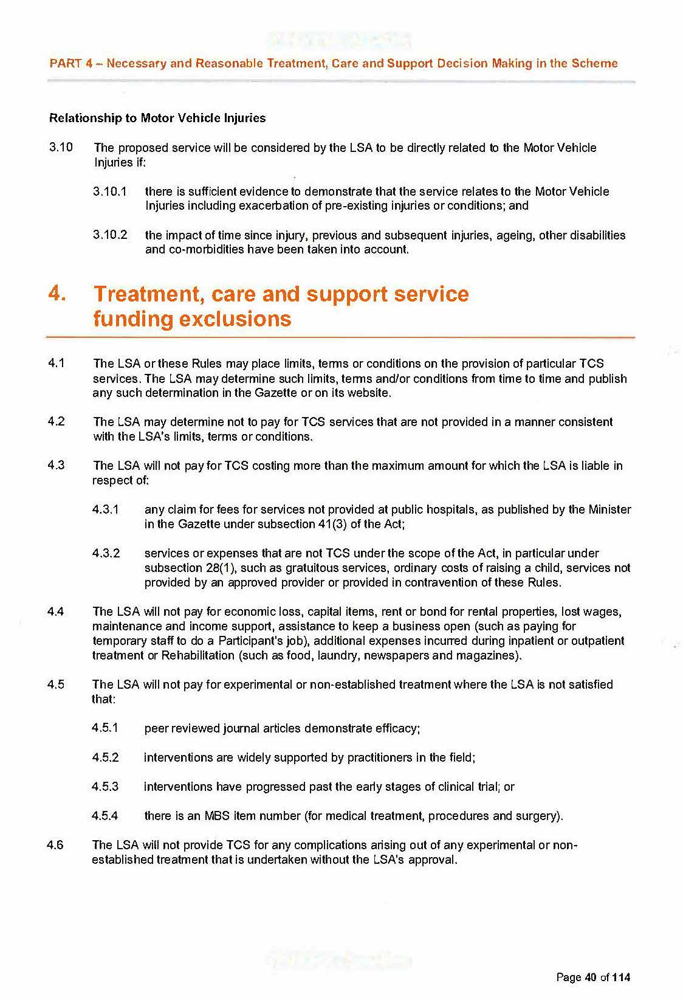 PART 4 – Necessary and Reasonable Treatment, Care and Support Decision Making in the Scheme
Relationship to Motor Vehicle Injuries
3.10 The proposed service will be considered by the LSA to be directly related to the Motor Vehicle
Injuries if:
3.10.1 there is sufficient evidence to demonstrate that the service relates to the Motor Vehicle
Injuries including exacerbation of pre-existing injuries or conditions; and
3.10.2 the impact of time since injury, previous and subsequent injuries, ageing, other disabilities
and co-morbidities have been taken into account.
4. Treatment, care and support service
funding exclusions
4.1 The LSA or these Rules may place limits, terms or conditions on the provision of particular TCS
services. The LSA may determine such limits, terms and/or conditions from time to time and publish
any such determination in the Gazette or on its website.
4.2 The LSA may determine not to pay for TCS services that are not provided in a manner consistent
with the LSA's limits, terms or conditions.
4.3 The LSA will not pay for TCS costing more than the maximum amount for which the LSA is liable in
respect of:
4.3.1 any claim for fees for services not provided at public hospitals, as published by the Minister
in the Gazette under subsection 41(3) of the Act;
4.3.2 services or expenses that are not TCS under the scope of the Act, in particular under
subsection 28(1), such as gratuitous services, ordinary costs of raising a child, services not
provided by an approved provider or provided in contravention of these Rules.
4.4 The LSA will not pay for economic loss, capital items, rent or bond for rental properties, lost wages,
maintenance and income support, assistance to keep a business open (such as paying for
temporary staff to do a Participant's job), additional expenses incurred during inpatient or outpatient
treatment or Rehabilitation (such as food, laundry, newspapers and magazines).
4.5 The LSA will not pay for experimental or non-established treatment where the LSA is not satisfied
that:
4.5.1 peer reviewed journal articles demonstrate efficacy;
4.5.2 interventions are widely supported by practitioners in the field;
4.5.3 interventions have progressed past the early stages of clinical trial; or
4.5.4 there is an MBS item number (for medical treatment, procedures and surgery).
4.6 The LSA will not provide TCS for any complications arising out of any experimental or non-
established treatment that is undertaken without the LSA's approval.
Page 40 of 114